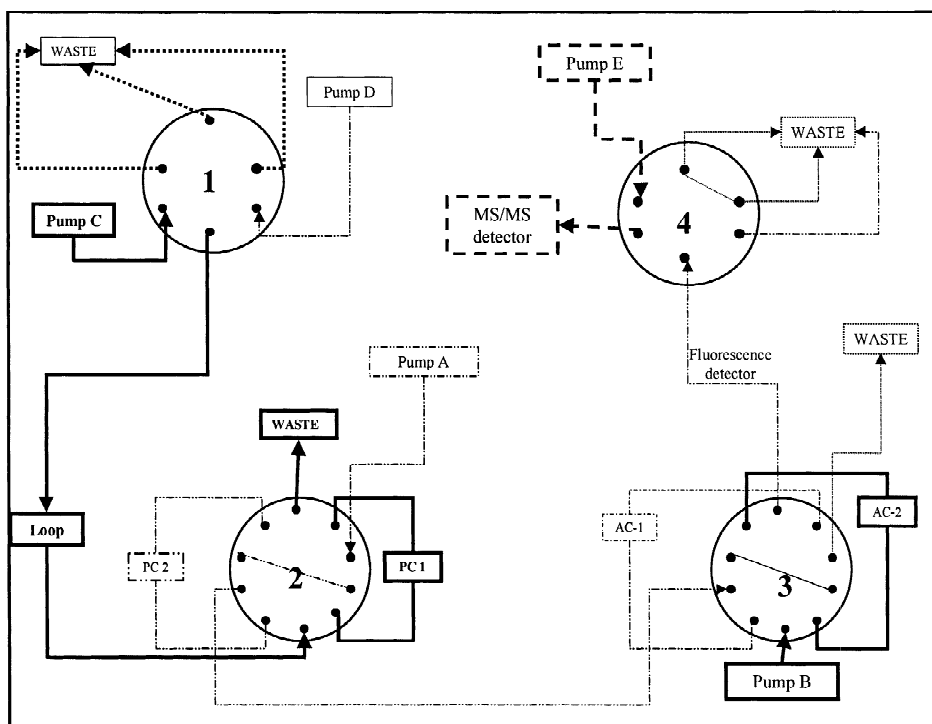 WASTE
Pump D
1
Pump C
Pump E
WASTE
MS/MS
detector
4
Pump A
Fluorescence
detector
WASTE
WASTE
Loop
PC 2
2
PC 1
AC-1
3
AC-2
Pump B